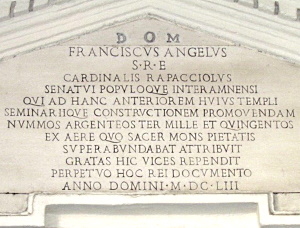 D O M
FRANCISCVS ANGELVS
S·R·E
CARDINALIS RAPACCIOLVS
SENATVI POPVLOQVE INTERAMNENSI
QVI AD HANC ANTERIOREM HVIVS TEMPLI
SEMINARIIQVE CONSTRVCTIONEM PROMOVENDAM
NVMMOS ARGENTEOS TER MILLE ET QVINGENTOS
EX AERE QVO SACER MONS PIETATIS
SVPERABVNDABAT ATTRIBVIT
GRATAS HIC VICES REPENDIT
PERPETVO HOC REI DOCVMENTO
ANNO DOMINI·M·DC·LIII